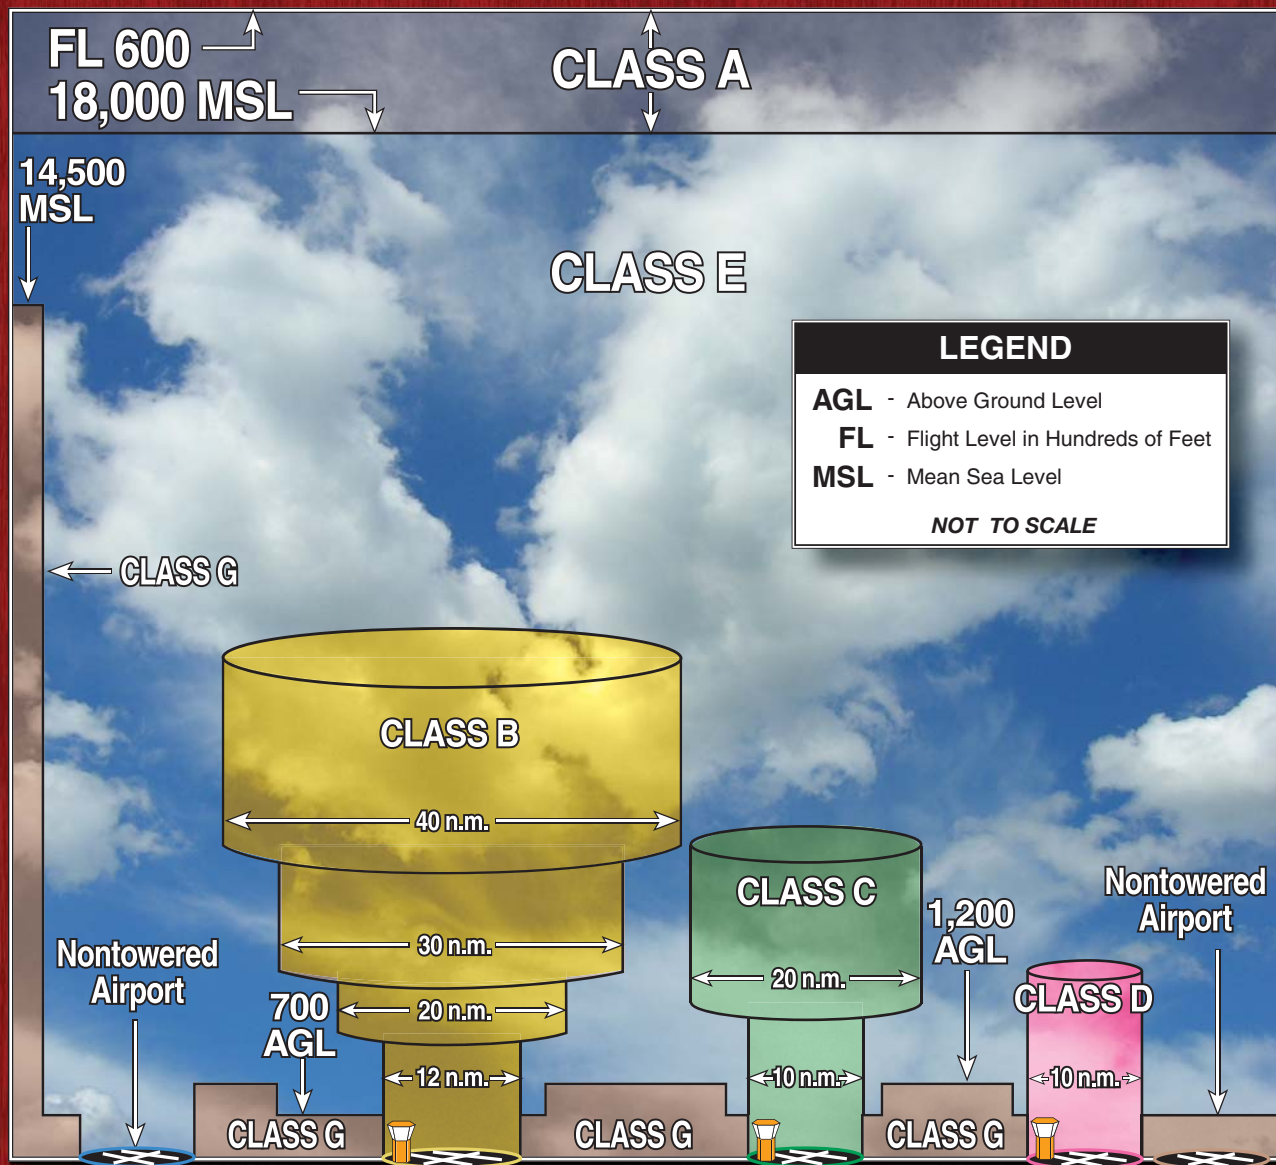 FL 600
18,000 MSL
CLASS A
14,500
MSL
CLASS E
LEGEND
AGL - Above Ground Level
FL - Flight Level in Hundreds of Feet
MSL - Mean Sea Level
NOT TO SCALE
CLASS G
CLASS B
40 n.m.
30 n.m.
20 n.m.
12 n.m.
CLASS C
20 n.m.
10 n.m.
1,200
AGL
Nontowered
Airport
CLASS D
10 n.m.
Nontowered
Airport
700
AGL
CLASS G
CLASS G
CLASS G